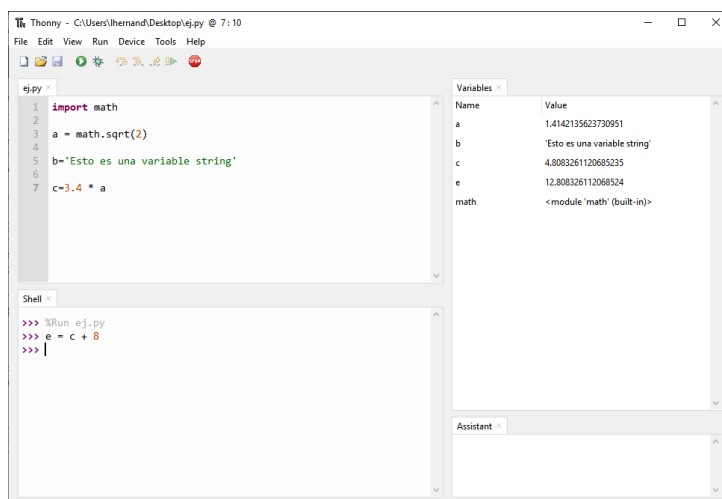 Thonny - C:\Users\lhernand\Desktop\ej.py @ 7:10
File Edit View Run Device Tools Help
STOP
ej.py ×
1 import math
2
3 a = math.sqrt(2)
4
5 b='Esto es una variable string'
6
7 c=3.4 * a
Shell ×
>>> %Run ej.py
>>> e = c + 8
>>>
Variables ×
Name Value
a 1.4142135623730951
b 'Esto es una variable string'
c 4.8083261120685235
e 12.808326112068524
math <module 'math' (built-in)>
Assistant ×